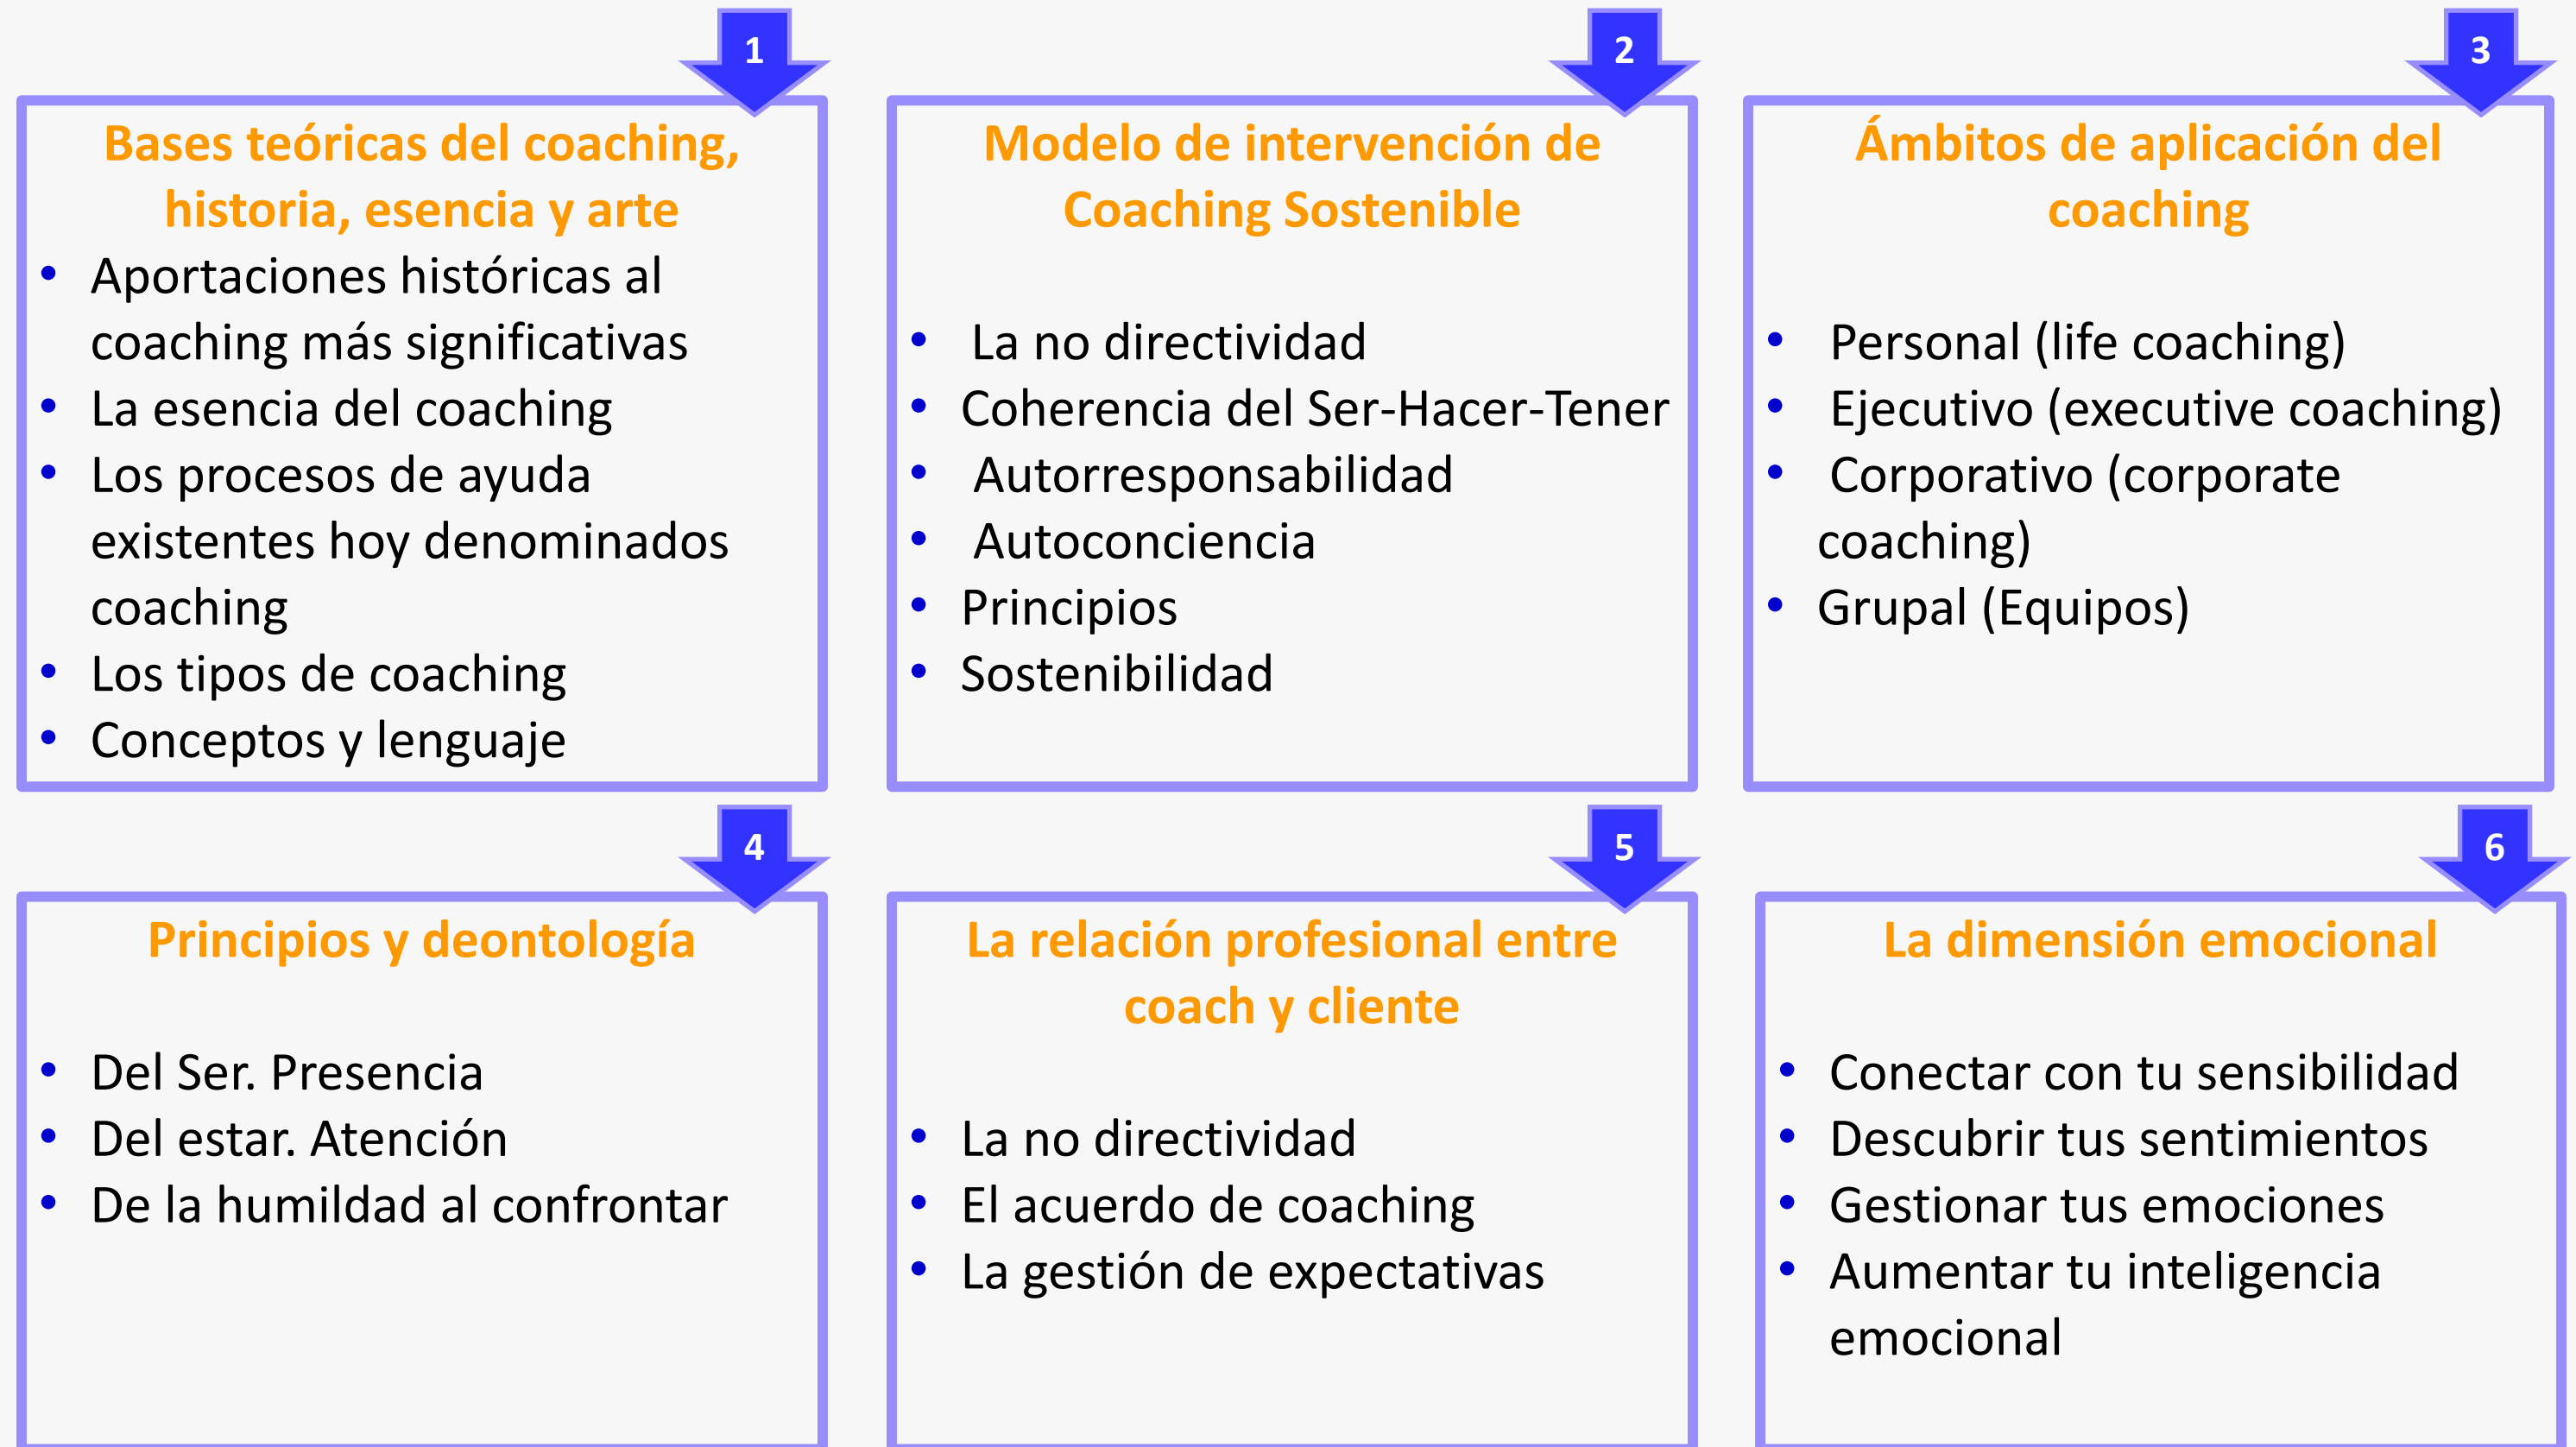 1
Bases teóricas del coaching,
historia, esencia y arte
• Aportaciones históricas al
coaching más significativas
• La esencia del coaching
• Los procesos de ayuda
existentes hoy denominados
coaching
• Los tipos de coaching
• Conceptos y lenguaje
2
Modelo de intervención de
Coaching Sostenible
• La no directividad
• Coherencia del Ser-Hacer-Tener
• Autorresponsabilidad
• Autoconciencia
• Principios
• Sostenibilidad
3
Ámbitos de aplicación del
coaching
• Personal (life coaching)
• Ejecutivo (executive coaching)
• Corporativo (corporate
coaching)
• Grupal (Equipos)
4
Principios y deontología
• Del Ser. Presencia
• Del estar. Atención
• De la humildad al confrontar
5
La relación profesional entre
coach y cliente
• La no directividad
• El acuerdo de coaching
• La gestión de expectativas
6
La dimensión emocional
• Conectar con tu sensibilidad
• Descubrir tus sentimientos
• Gestionar tus emociones
• Aumentar tu inteligencia
emocional